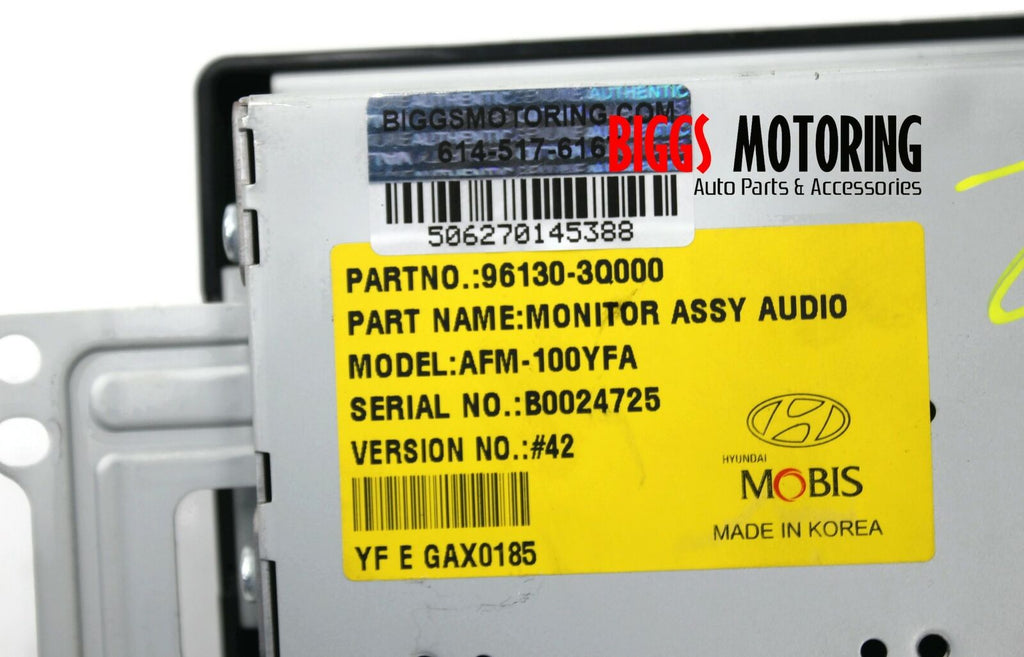 AUTHENTIC
BIGGSMOTORING.COM
614-517-616
BIGGS MOTORING
Auto Parts & Accessories
506270145388
PARTNO.:96130-3Q000
PART NAME:MONITOR ASSY AUDIO
MODEL:AFM-100YFA
SERIAL NO.:B0024725
VERSION NO.:#42
HYUNDAI
MOBIS
MADE IN KOREA
YF E GAX0185